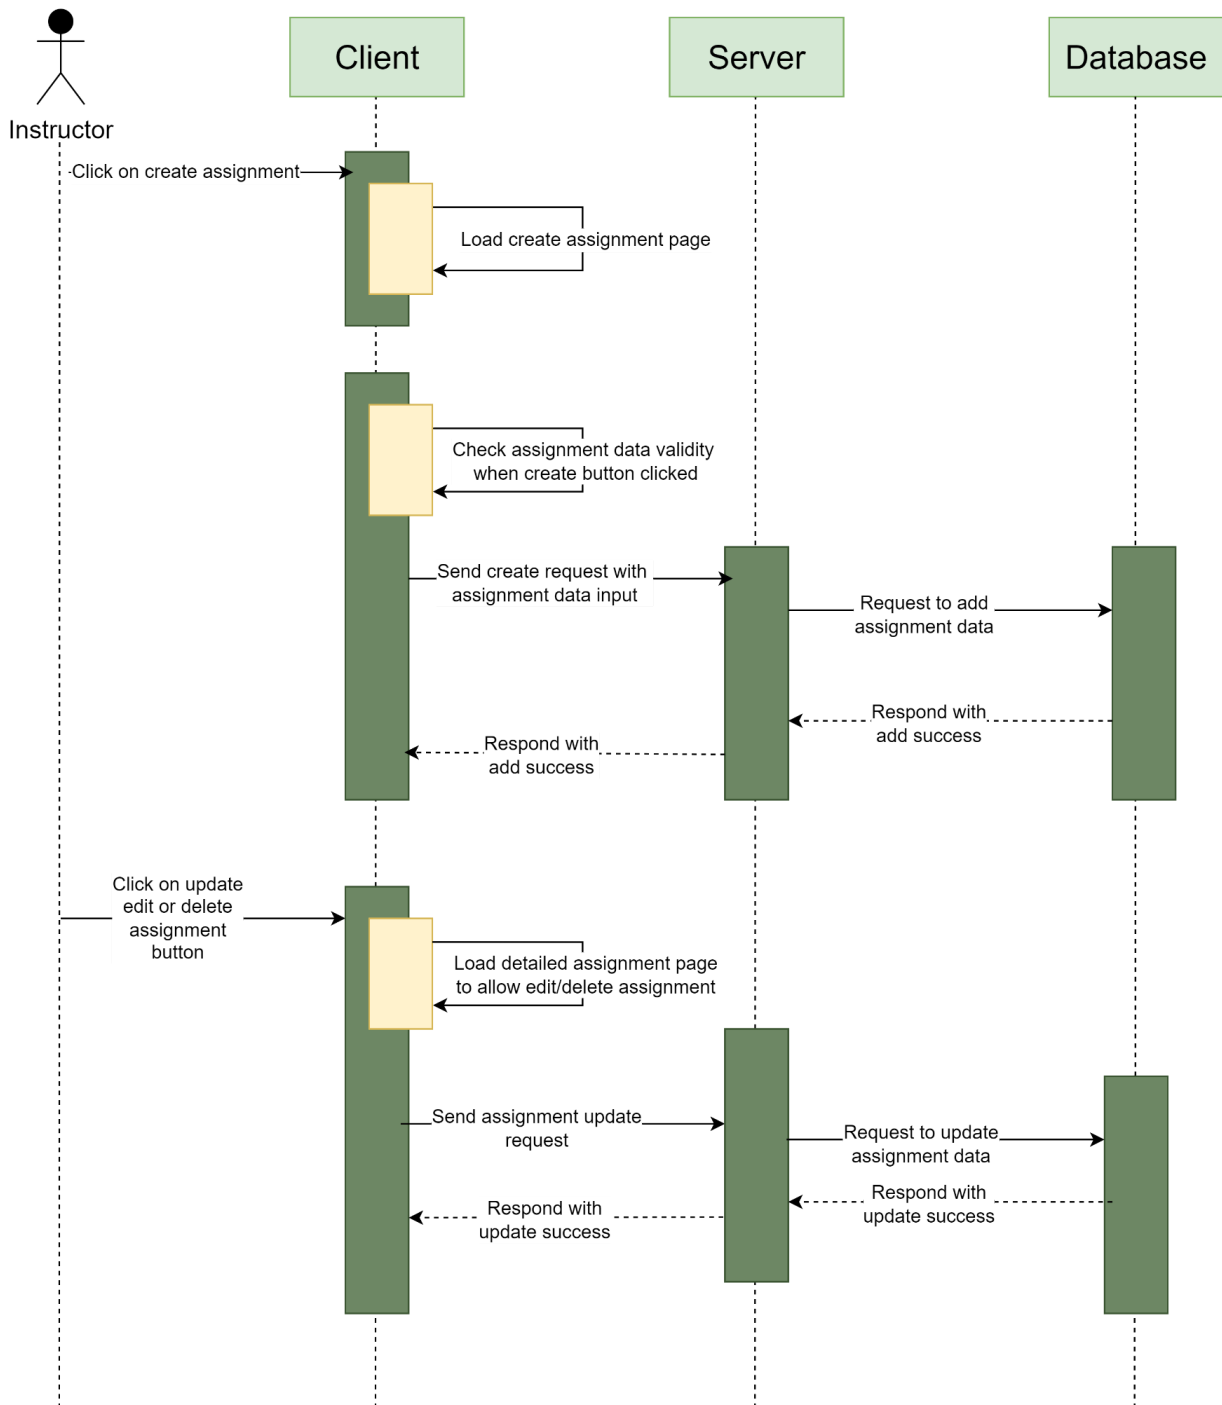 Client
Server
Database
Instructor
Click on create assignment
Load create assignment page
Check assignment data validity
when create button clicked
Send create request with
assignment data input
Request to add
assignment data
Respond with
add success
Respond with
add success
Click on update
edit or delete
assignment
button
Load detailed assignment page
to allow edit/delete assignment
Send assignment update
request
Request to update
assignment data
Respond with
update success
Respond with
update success